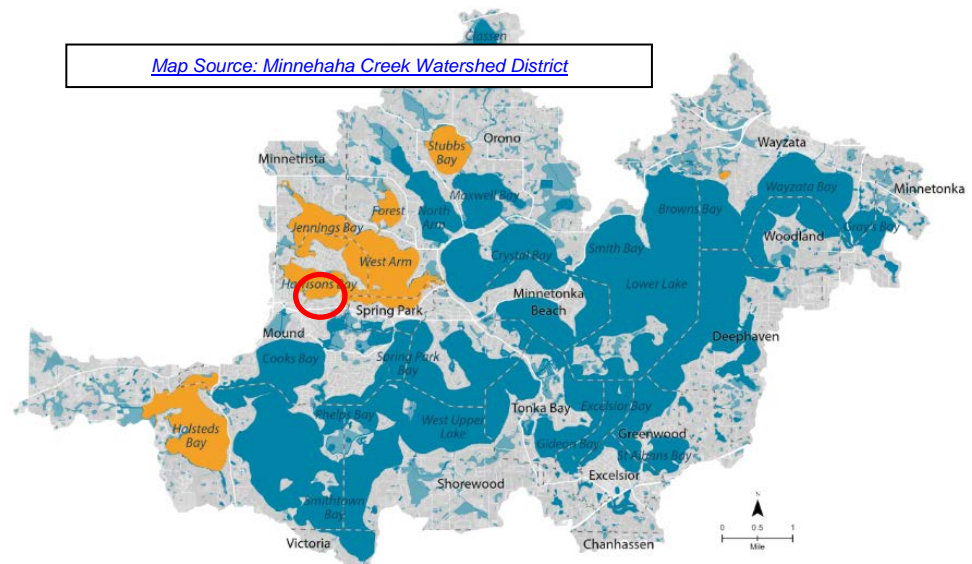 Classen
Map Source: Minnehaha Creek Watershed District
Stubbs
Bay
Orono
Wayzata
Minnetrista
Maxwell Bay
Wayzata Bay
Minnetonka
Forest
North
Arm
Browns Bay
Jennings Bay
Gray's Bay
Woodland
West Arm
Crystal Bay
Smith Bay
Harrisons Bay
Lower Lake
Minnetonka
Beach
Spring Park
Mound
Deephaven
Cooks Bay
Spring Park
Bay
Phelps Bay
Tonka Bay
Excelsior Bay
West Upper
Lake
Halsteds
Bay
Greenwood
Gideon Bay
St Albans Bay
Excelsior
Shorewood
Smithtown
Bay
N
0 0.5 1
Mile
Victoria
Chanhassen